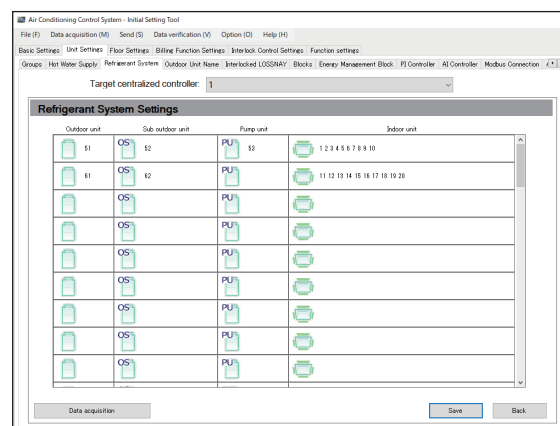 Air Conditioning Control System - Initial Setting Tool
File (F) Data acquisition (M) Send (S) Data verification (V) Option (O) Help (H)
Basic Settings Unit Settings Floor Settings Billing Function Settings Interlock Control Settings Function settings
Groups Hot Water Supply Refrigerant System Outdoor Unit Name Interlocked LOSSNAY Blocks Energy Management Block PI Controller AI Controller Modbus Connection
Target centralized controller: 1
Refrigerant System Settings
Outdoor unit Sub outdoor unit Pump unit Indoor unit
51 OS 52 PU 53 1 2 3 4 5 6 7 8 9 10
61 OS 62 PU 11 12 13 14 15 16 17 18 19 20
OS PU
OS PU
OS PU
OS PU
OS PU
OS PU
OS PU
Data acquisition Save Back